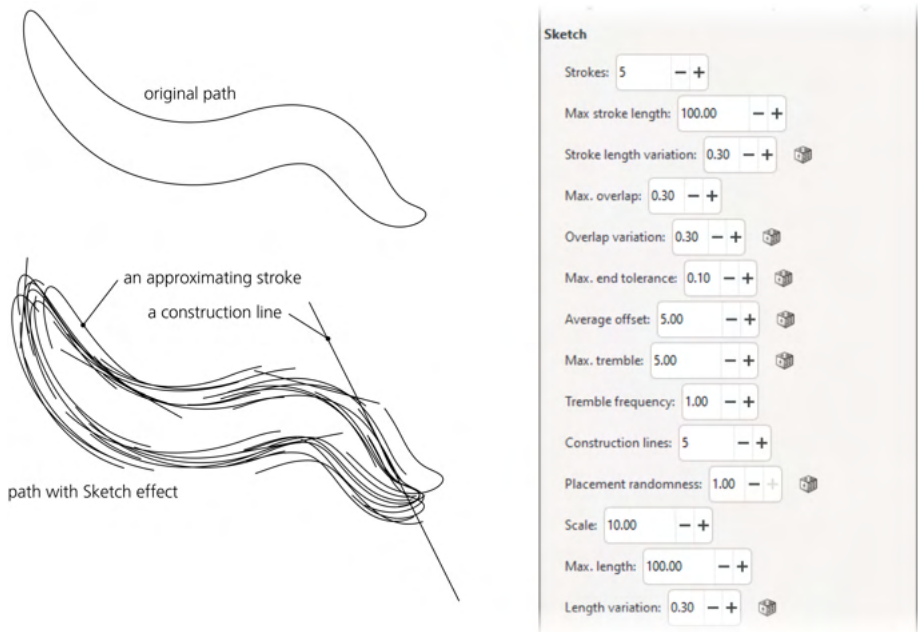 original path
an approximating stroke
a construction line
path with Sketch effect
Sketch
Strokes: 5
Max stroke length: 100.00
Stroke length variation: 0.30
Max. overlap: 0.30
Overlap variation: 0.30
Max. end tolerance: 0.10
Average offset: 5.00
Max. tremble: 5.00
Tremble frequency: 1.00
Construction lines: 5
Placement randomness: 1.00
Scale: 10.00
Max. length: 100.00
Length variation: 0.30